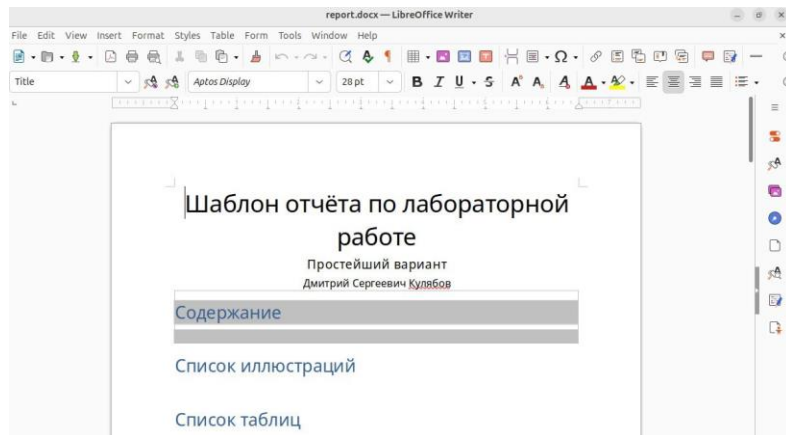 report.docx — LibreOffice Writer
File Edit View Insert Format Styles Table Form Tools Window Help
Title Aptos Display 28 pt
Шаблон отчёта по лабораторной
работе
Простейший вариант
Дмитрий Сергеевич Кулябов
Содержание
Список иллюстраций
Список таблиц